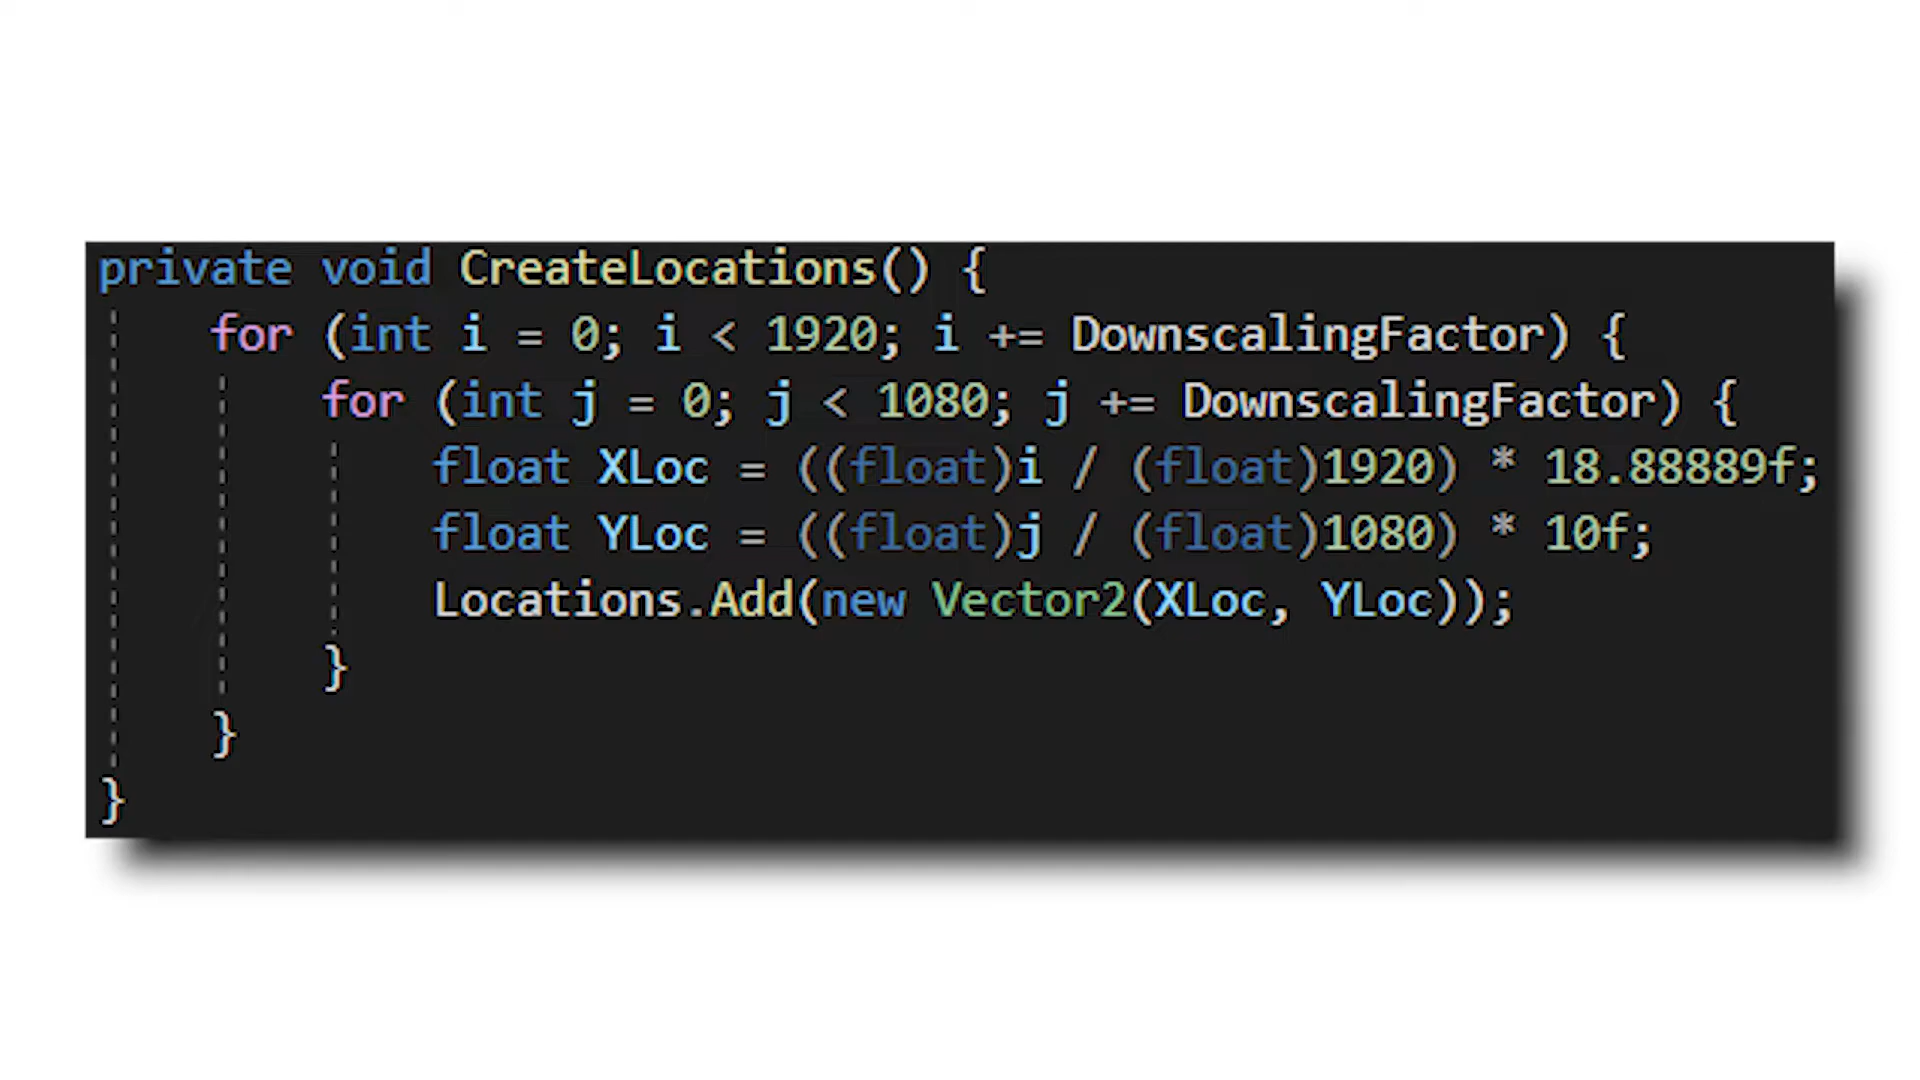 private void CreateLocations() {
for (int i = 0; i < 1920; i += DownscalingFactor) {
for (int j = 0; j < 1080; j += DownscalingFactor) {
float XLoc = ((float)i / (float)1920) * 18.88889f;
float YLoc = ((float)j / (float)1080) * 10f;
Locations.Add(new Vector2(XLoc, YLoc));
}
}
}